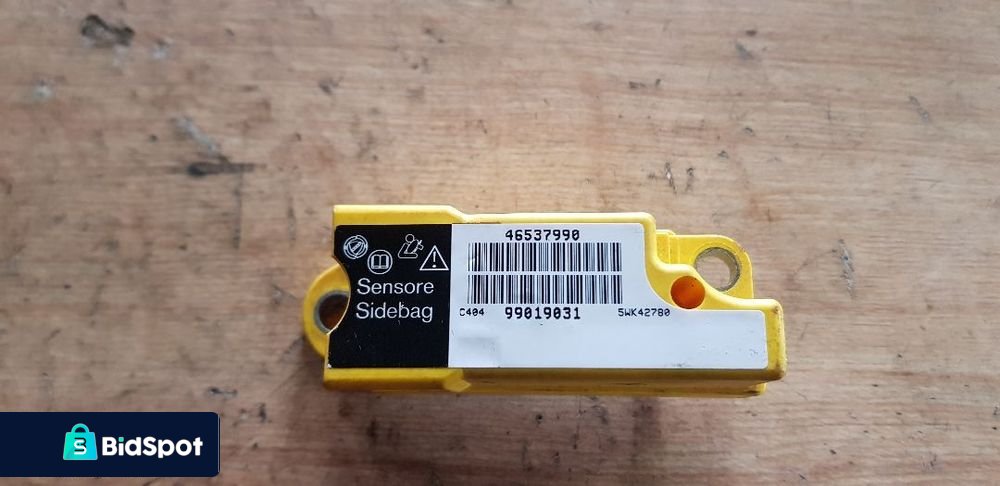 46537990
Sensore
Sidebag
C404 99019031 5WK42780
BidSpot